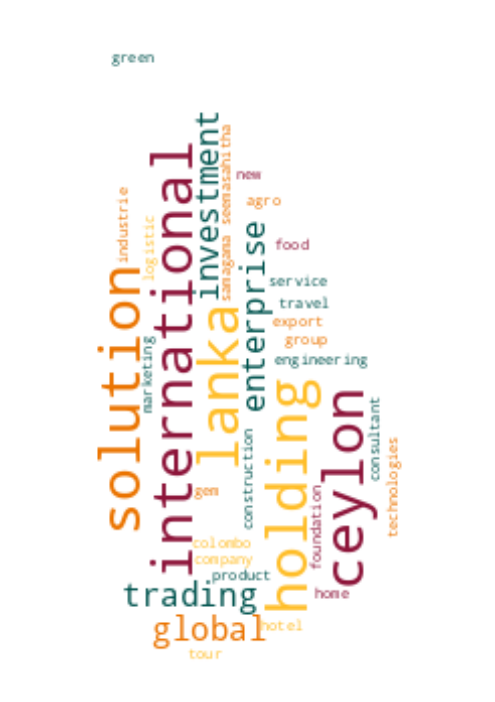 green
investment
seemasahitha
international
new
industrie
agro
logistic
enterprise
samagama
food
solution
service
travel
lanka
export
marketing
group
engineering
holding
ceylon
consultant
construction
technologies
gem
foundation
colombo
company
product
trading
home
global
hotel
tour